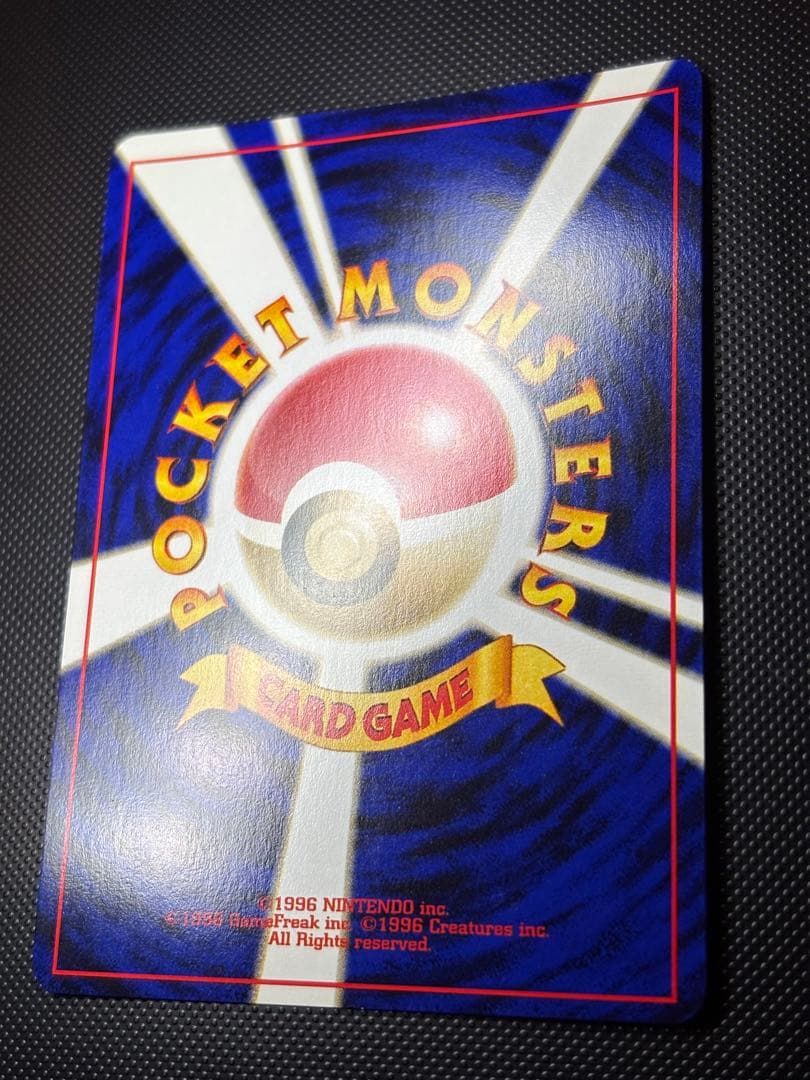 POCKET MONSTERS
CARD GAME
©1996 NINTENDO inc.
©1996 GameFreak inc. ©1996 Creatures inc.
All Rights reserved.